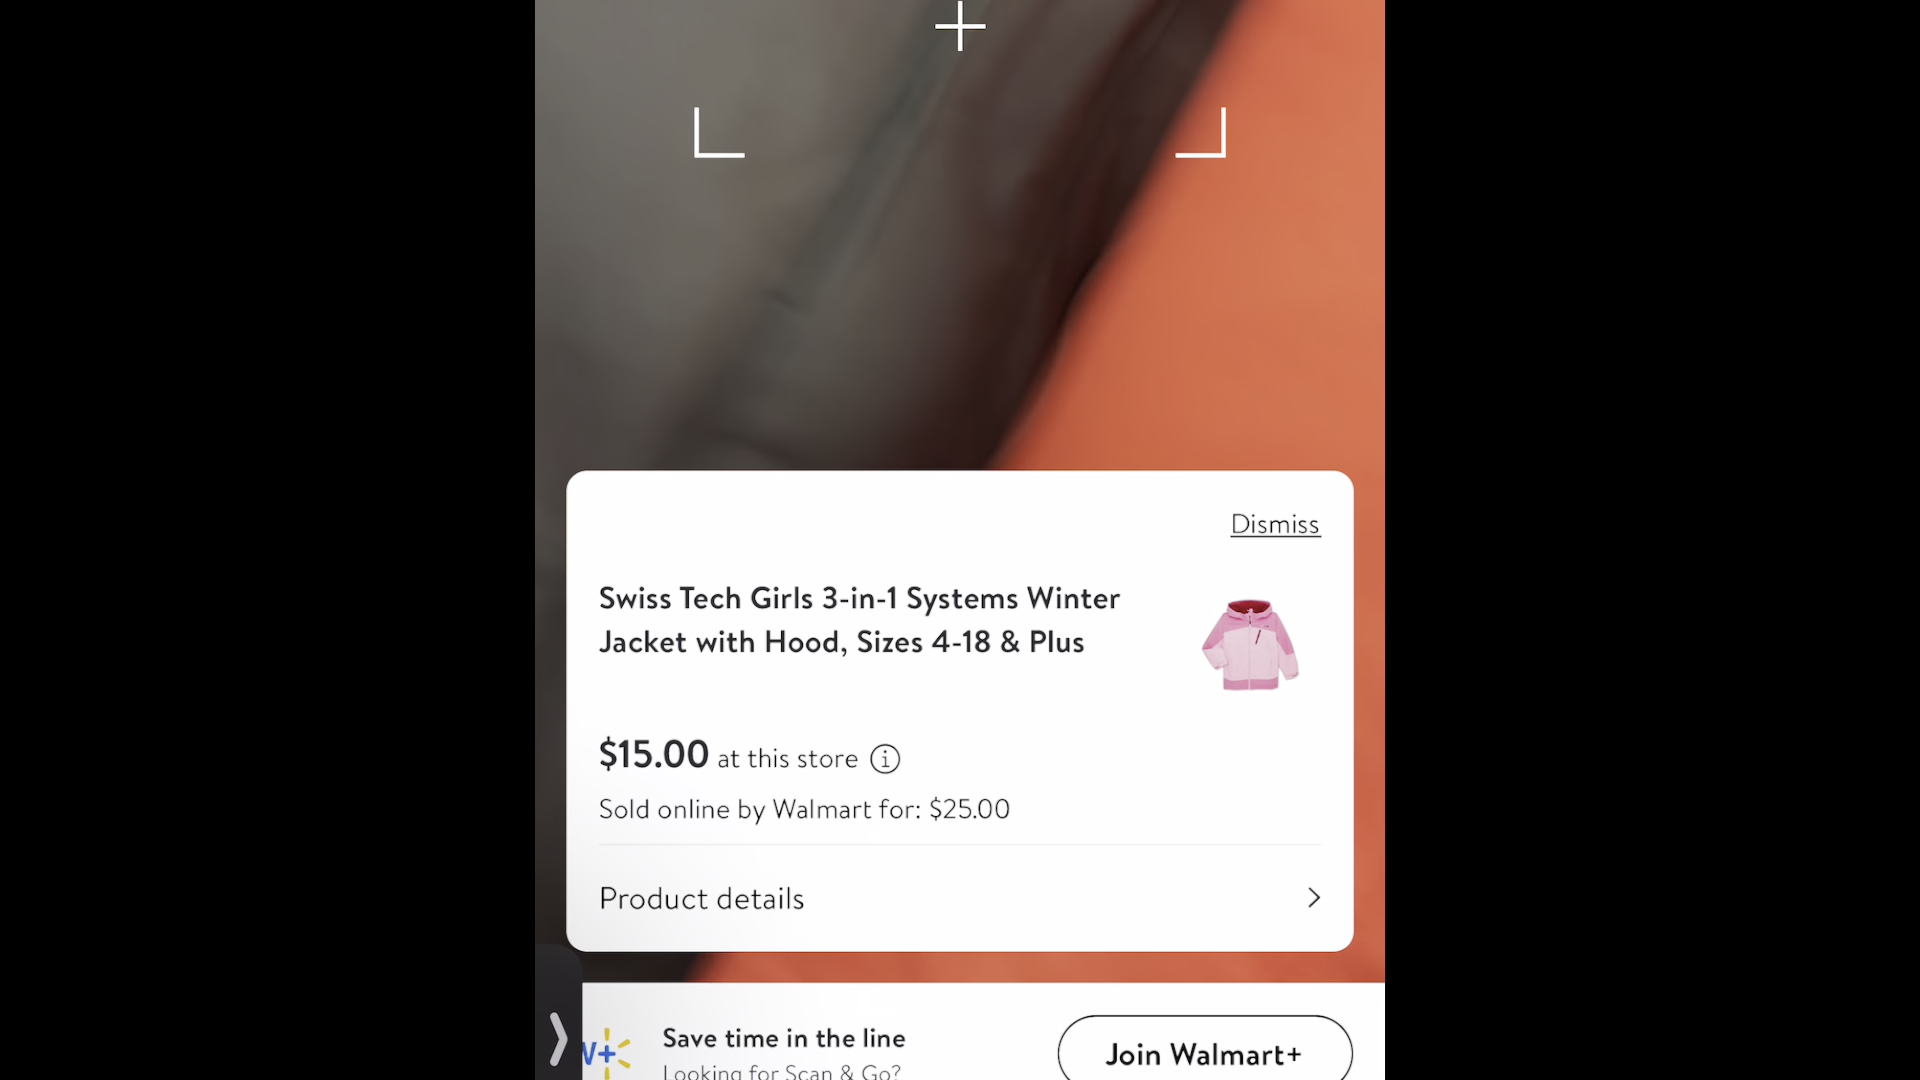 Dismiss
Swiss Tech Girls 3-in-1 Systems Winter
Jacket with Hood, Sizes 4-18 & Plus
$15.00 at this store
Sold online by Walmart for: $25.00
Product details
W+
Save time in the line
Looking for Scan & Go?
Join Walmart+